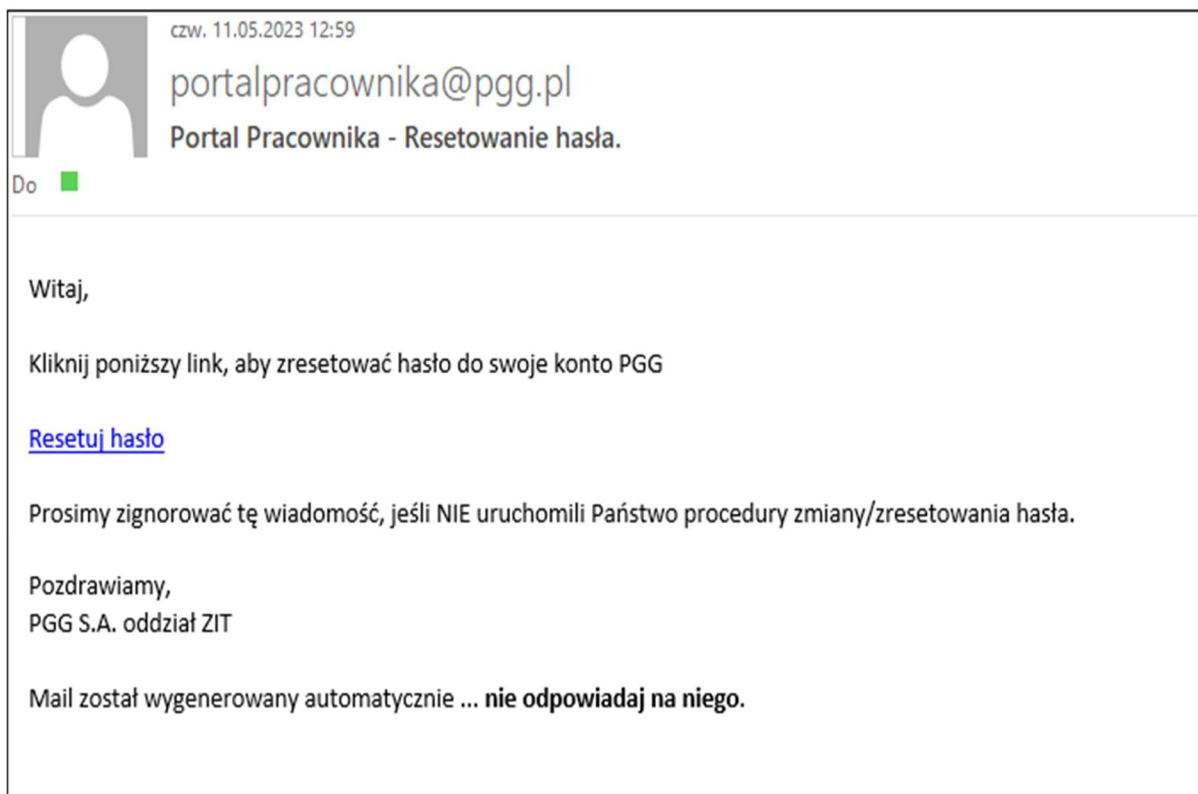 czw. 11.05.2023 12:59
portalpracownika@pgg.pl
Portal Pracownika - Resetowanie hasła.
Do
Witaj,
Kliknij poniższy link, aby zresetować hasło do swoje konto PGG
Resetuj hasło
Prosimy zignorować tę wiadomość, jeśli NIE uruchomili Państwo procedury zmiany/zresetowania hasła.
Pozdrawiamy,
PGG S.A. oddział ZIT
Mail został wygenerowany automatycznie ... nie odpowiadaj na niego.